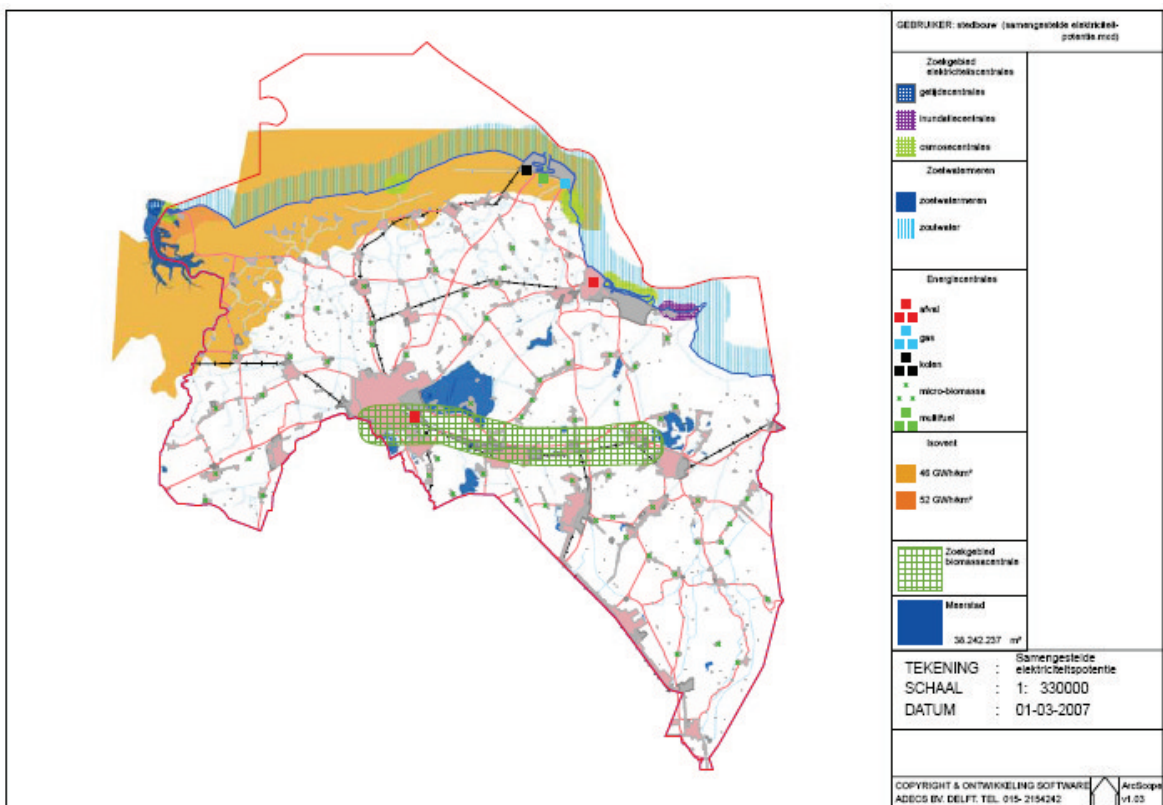 GEBRUIKER: stedbouw (samengestelde elektriciteit-
potentie.mcd)
Zoekgebied
elektriciteitscentrales
getijdecentrales
inundatiecentrales
osmosecentrales
Zoetwatermeren
zoetwatermeren
zoutwater
Energiecentrales
afval
gas
kolen
micro-biomassa
multifuel
Isovent
46 GWh/km²
52 GWh/km²
Zoekgebied
biomassacentrale
Meerstad
38.242.237 m²
TEKENING : Samengestelde
elektriciteitspotentie
SCHAAL : 1: 330000
DATUM : 01-03-2007
COPYRIGHT & ONTWIKKELING SOFTWARE
ADECS BV. DELFT. TEL. 015- 2154242
ArcScope
v1.03